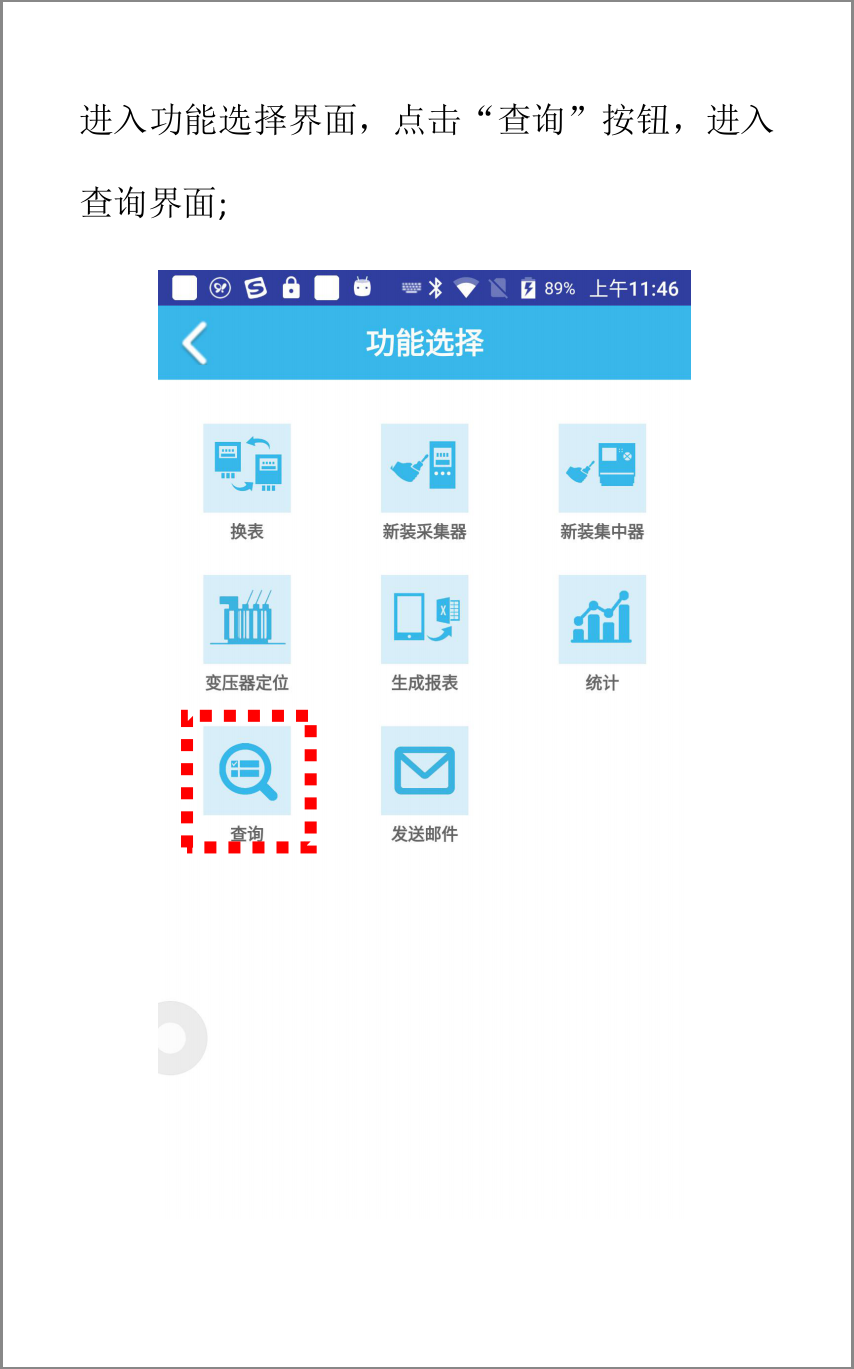 进入功能选择界面，点击“查询”按钮，进入
查询界面;
89% 上午11:46
功能选择
换表 新装采集器 新装集中器
X
变压器定位 生成报表 统计
查询 发送邮件